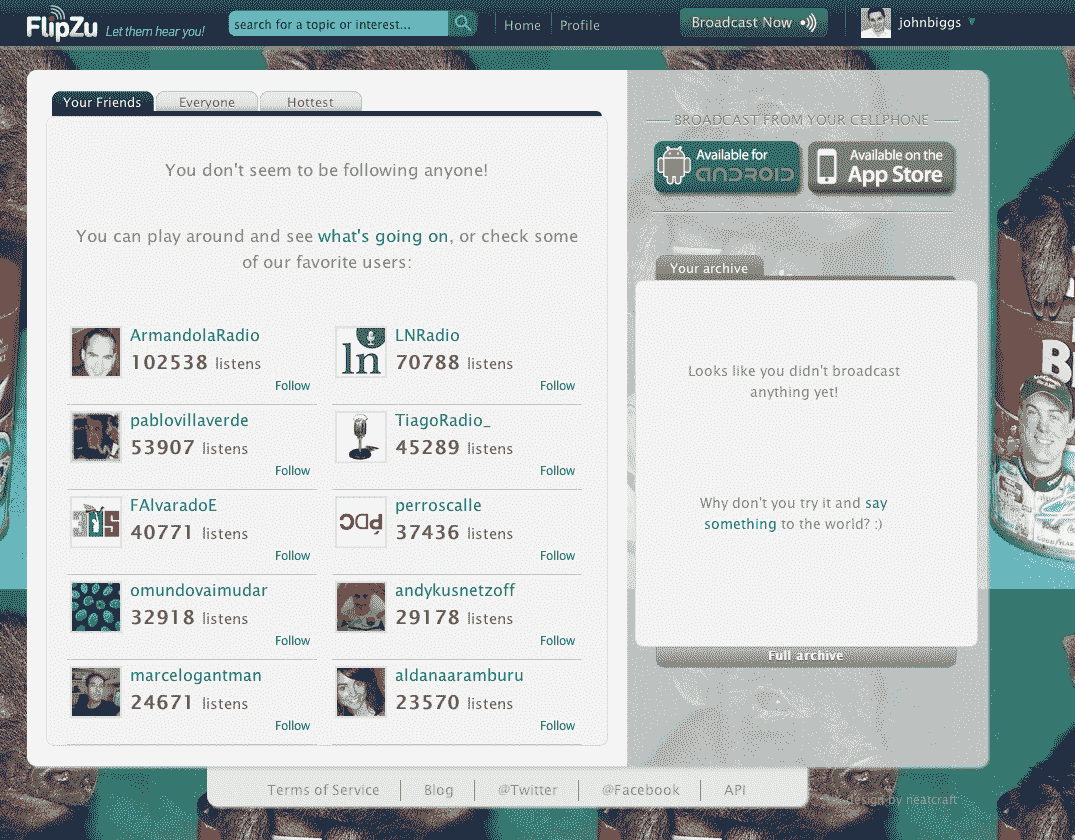 FlipZu Let them hear you!
search for a topic or interest...
Home
Profile
Broadcast Now
johnbiggs
Your Friends
Everyone
Hottest
You don't seem to be following anyone!
You can play around and see what's going on, or check some
of our favorite users:
ArmandolaRadio
102538 listens
Follow
LNRadio
70788 listens
Follow
ln
pablovillaverde
53907 listens
Follow
TiagoRadio_
45289 listens
Follow
FAlvaradoE
40771 listens
Follow
perroscalle
37436 listens
Follow
omundovaimudar
32918 listens
Follow
andykusnetzoff
29178 listens
Follow
marcelogantman
24671 listens
Follow
aldanaaramburu
23570 listens
Follow
BROADCAST FROM YOUR CELLPHONE
Available for
ANDROID
Available on the
App Store
Your archive
Looks like you didn't broadcast
anything yet!
Why don't you try it and say
something to the world? :)
Full archive
Terms of Service
Blog
@Twitter
@Facebook
API
design by neatcraft